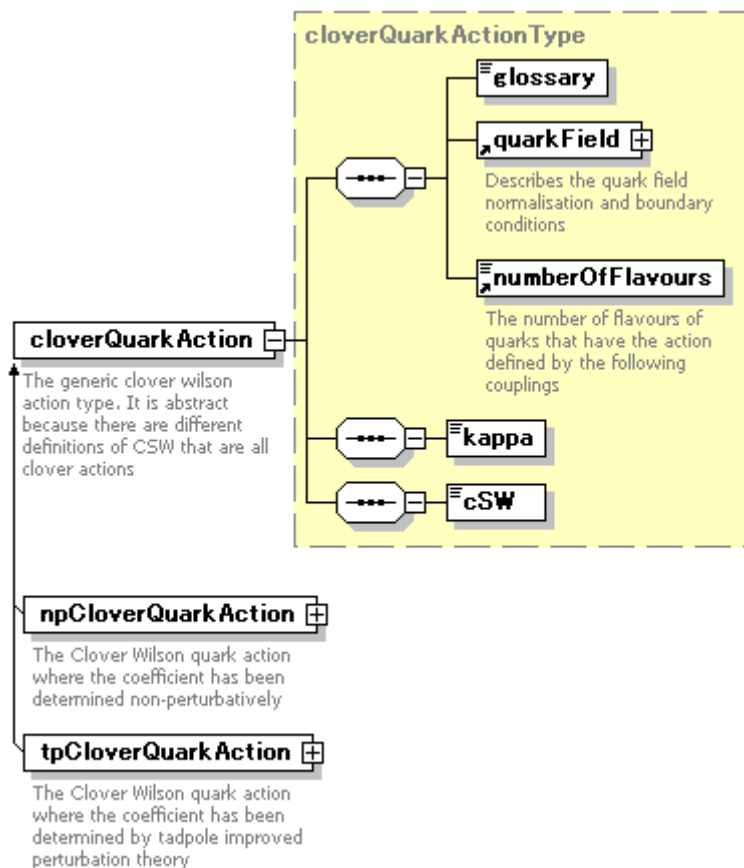 cloverQuarkActionType
glossary
quarkField
Describes the quark field
normalisation and boundary
conditions
numberOfFlavours
The number of flavours of
quarks that have the action
defined by the following
couplings
cloverQuarkAction
The generic clover wilson
action type. It is abstract
because there are different
definitions of CSW that are all
clover actions
kappa
cSW
npCloverQuarkAction
The Clover Wilson quark action
where the coefficient has been
determined non-perturbatively
tpCloverQuarkAction
The Clover Wilson quark action
where the coefficient has been
determined by tadpole improved
perturbation theory